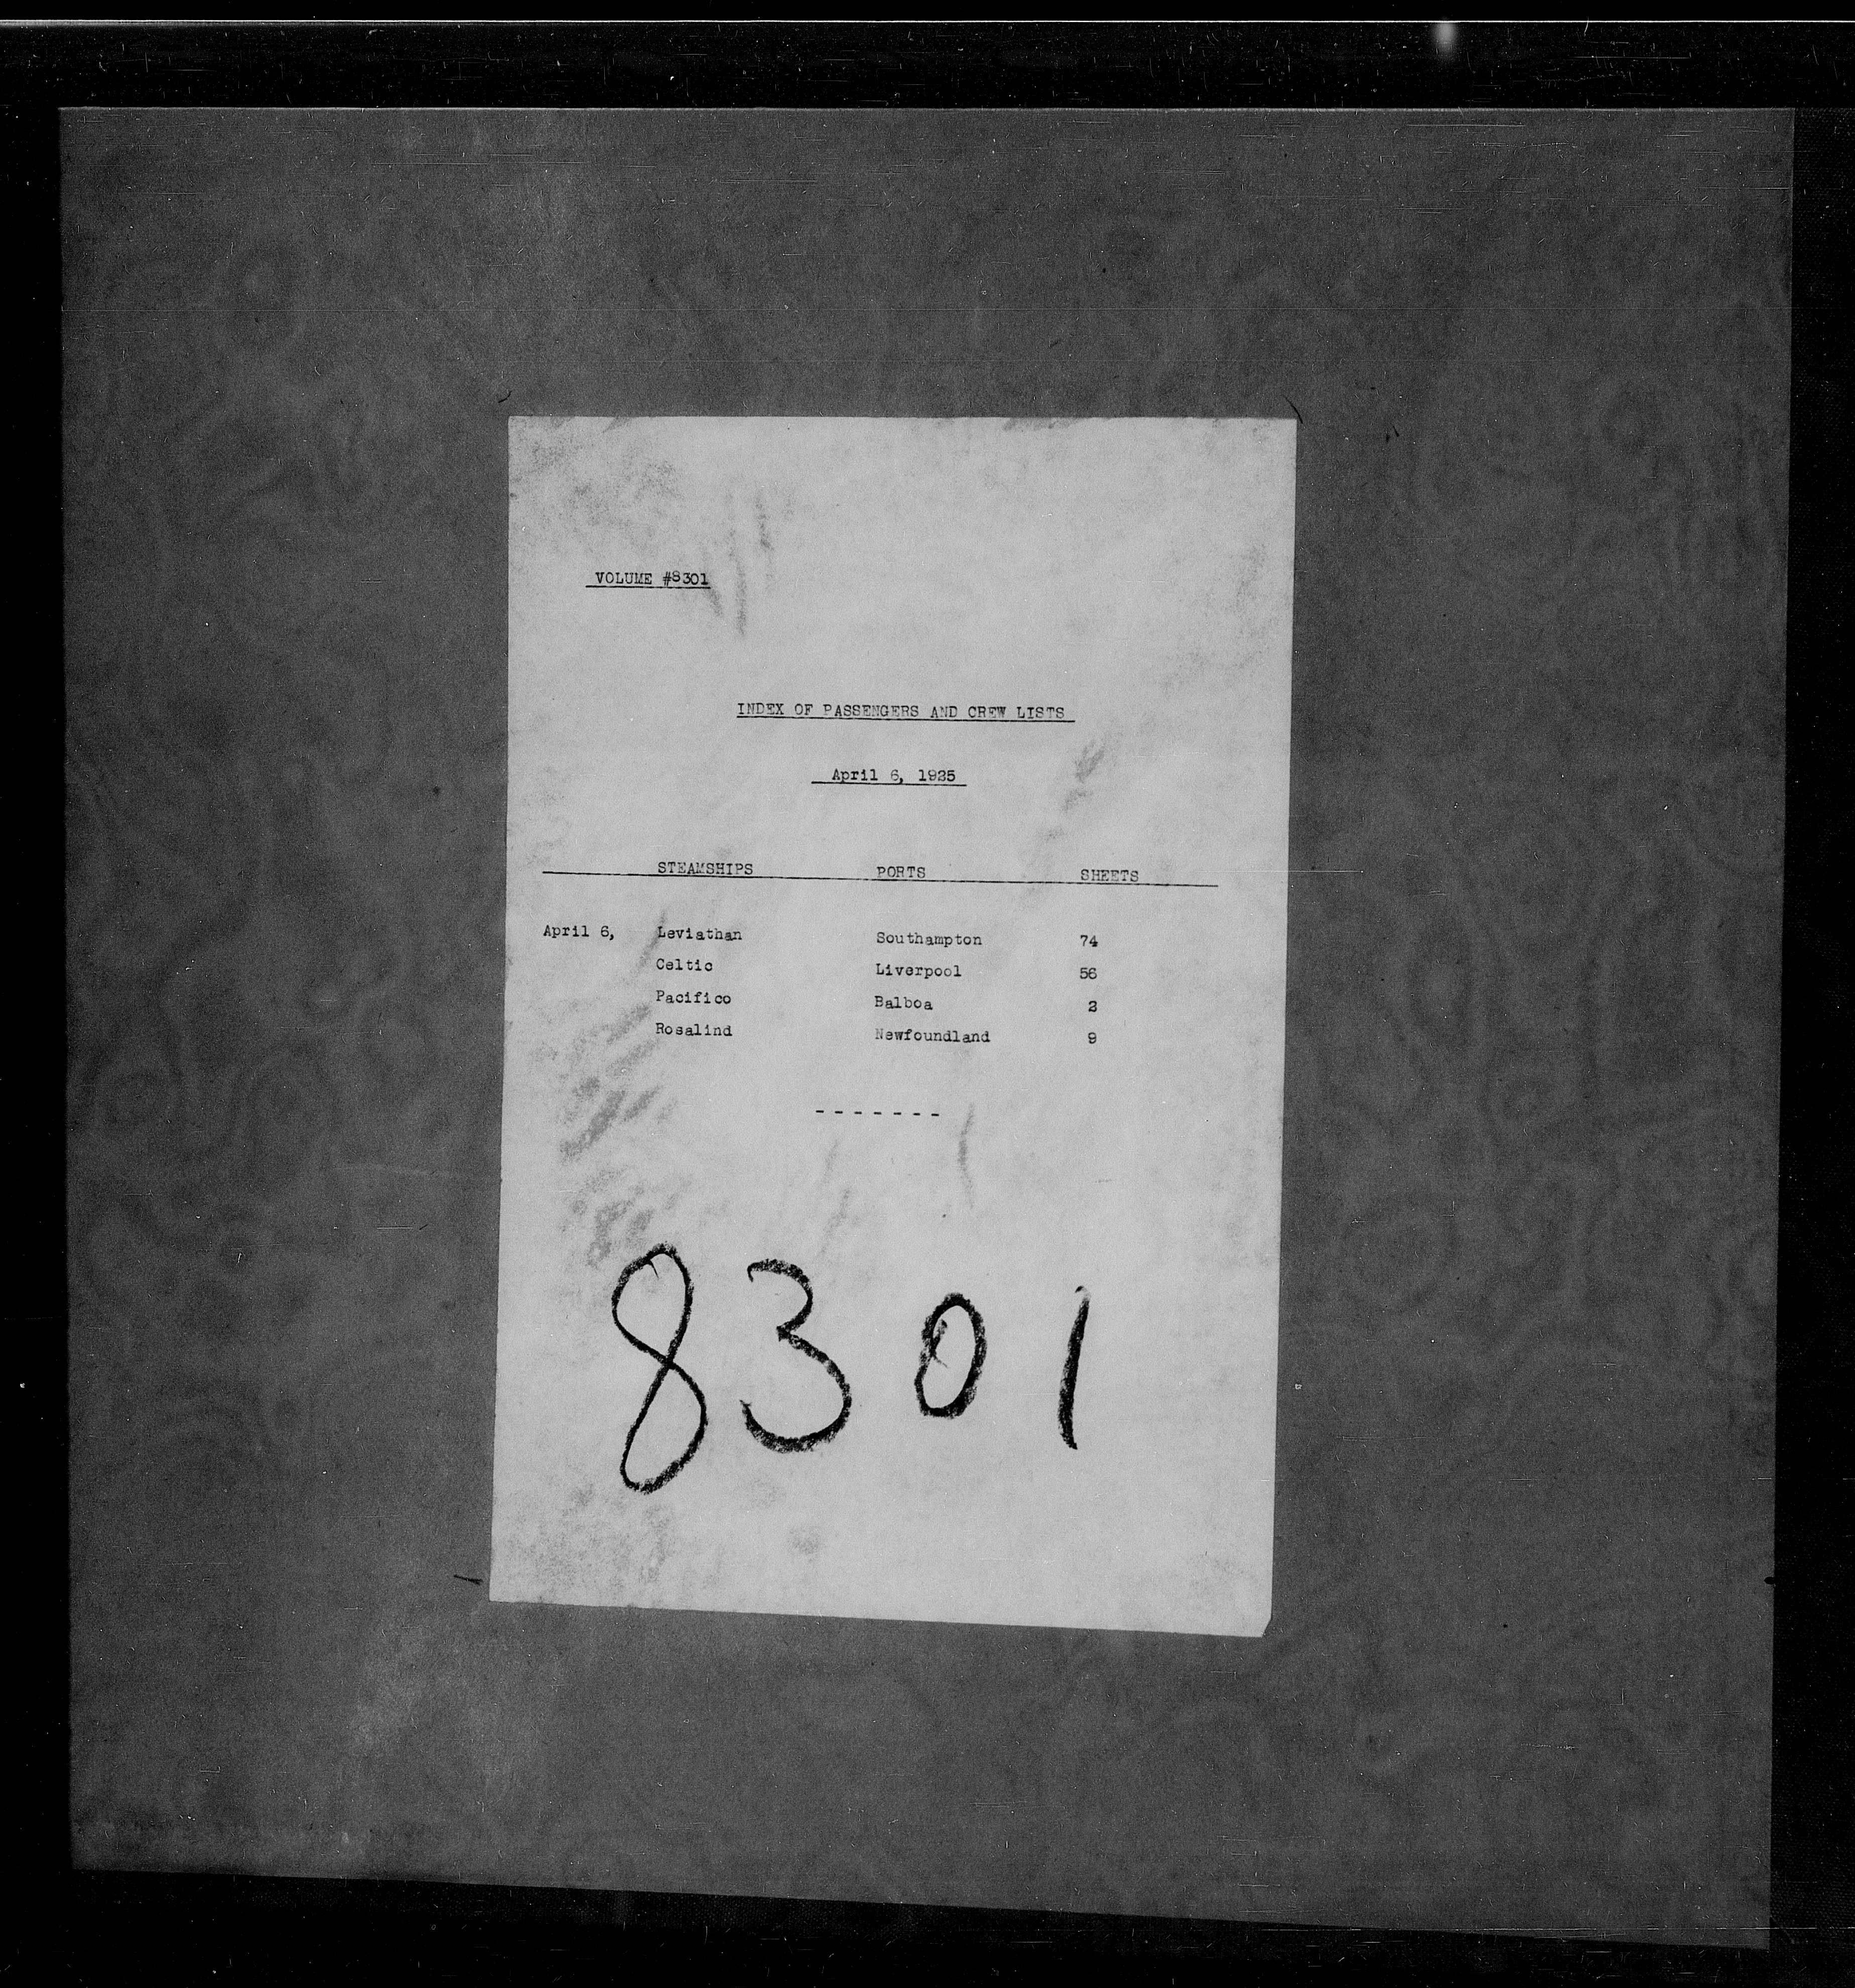 VOLUME #8301
INDEX OF PASSENGERS AND CREW LISTS
April 6, 1925
STEAMSHIPS PORTS SHEETS
April 6, Leviathan Southampton 74
Celtic Liverpool 56
Pacifico Balboa 2
Rosalind Newfoundland 9
- - - - - - -
8301